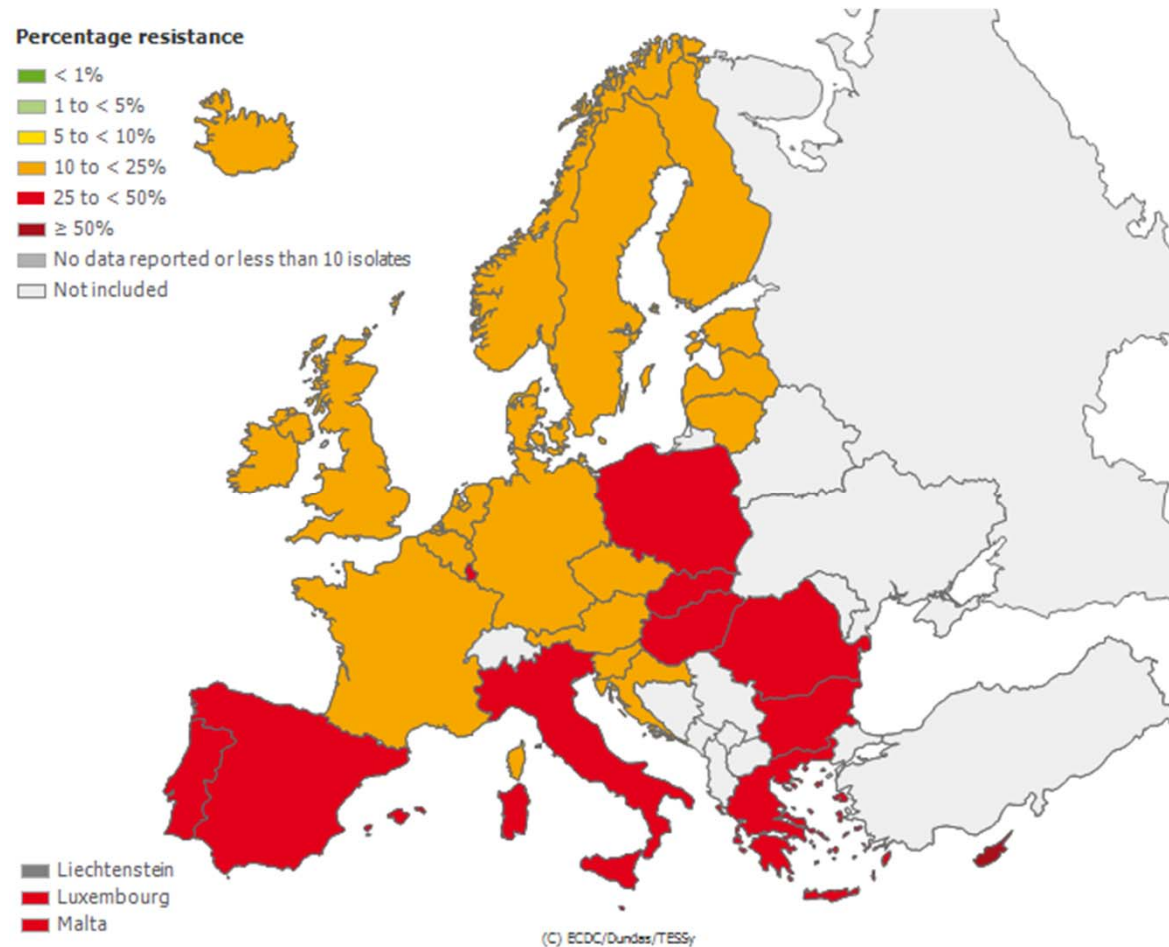 Percentage resistance
< 1%
1 to < 5%
5 to < 10%
10 to < 25%
25 to < 50%
≥ 50%
No data reported or less than 10 isolates
Not included
Liechtenstein
Luxembourg
Malta
(C) ECDC/Dundas/TESSy